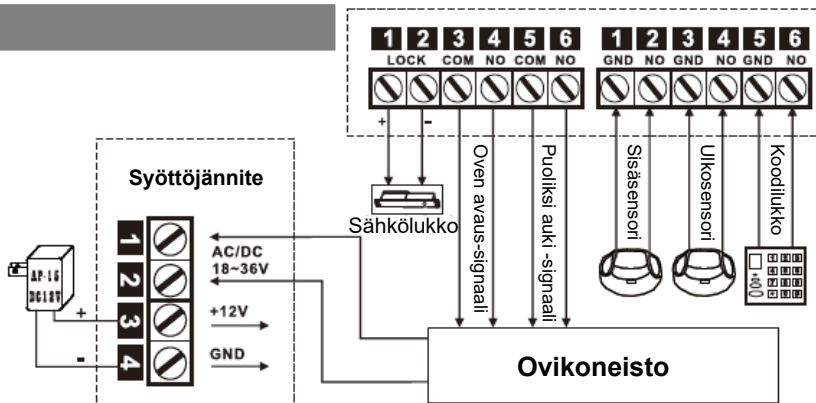 1 2 3 4 5 6
LOCK COM NO COM NO
1 2 3 4 5 6
GND NO GND NO GND NO
+ -
Sähkölukko
Oven avaus-signaali
Puoliksi auki -signaali
Sisäsensori
Ulkosensori
Koodilukko
Syöttöjännite
1
2
3
4
AC/DC
18~36V
+12V
GND
AP-16
DC12V
+
-
Ovikoneisto